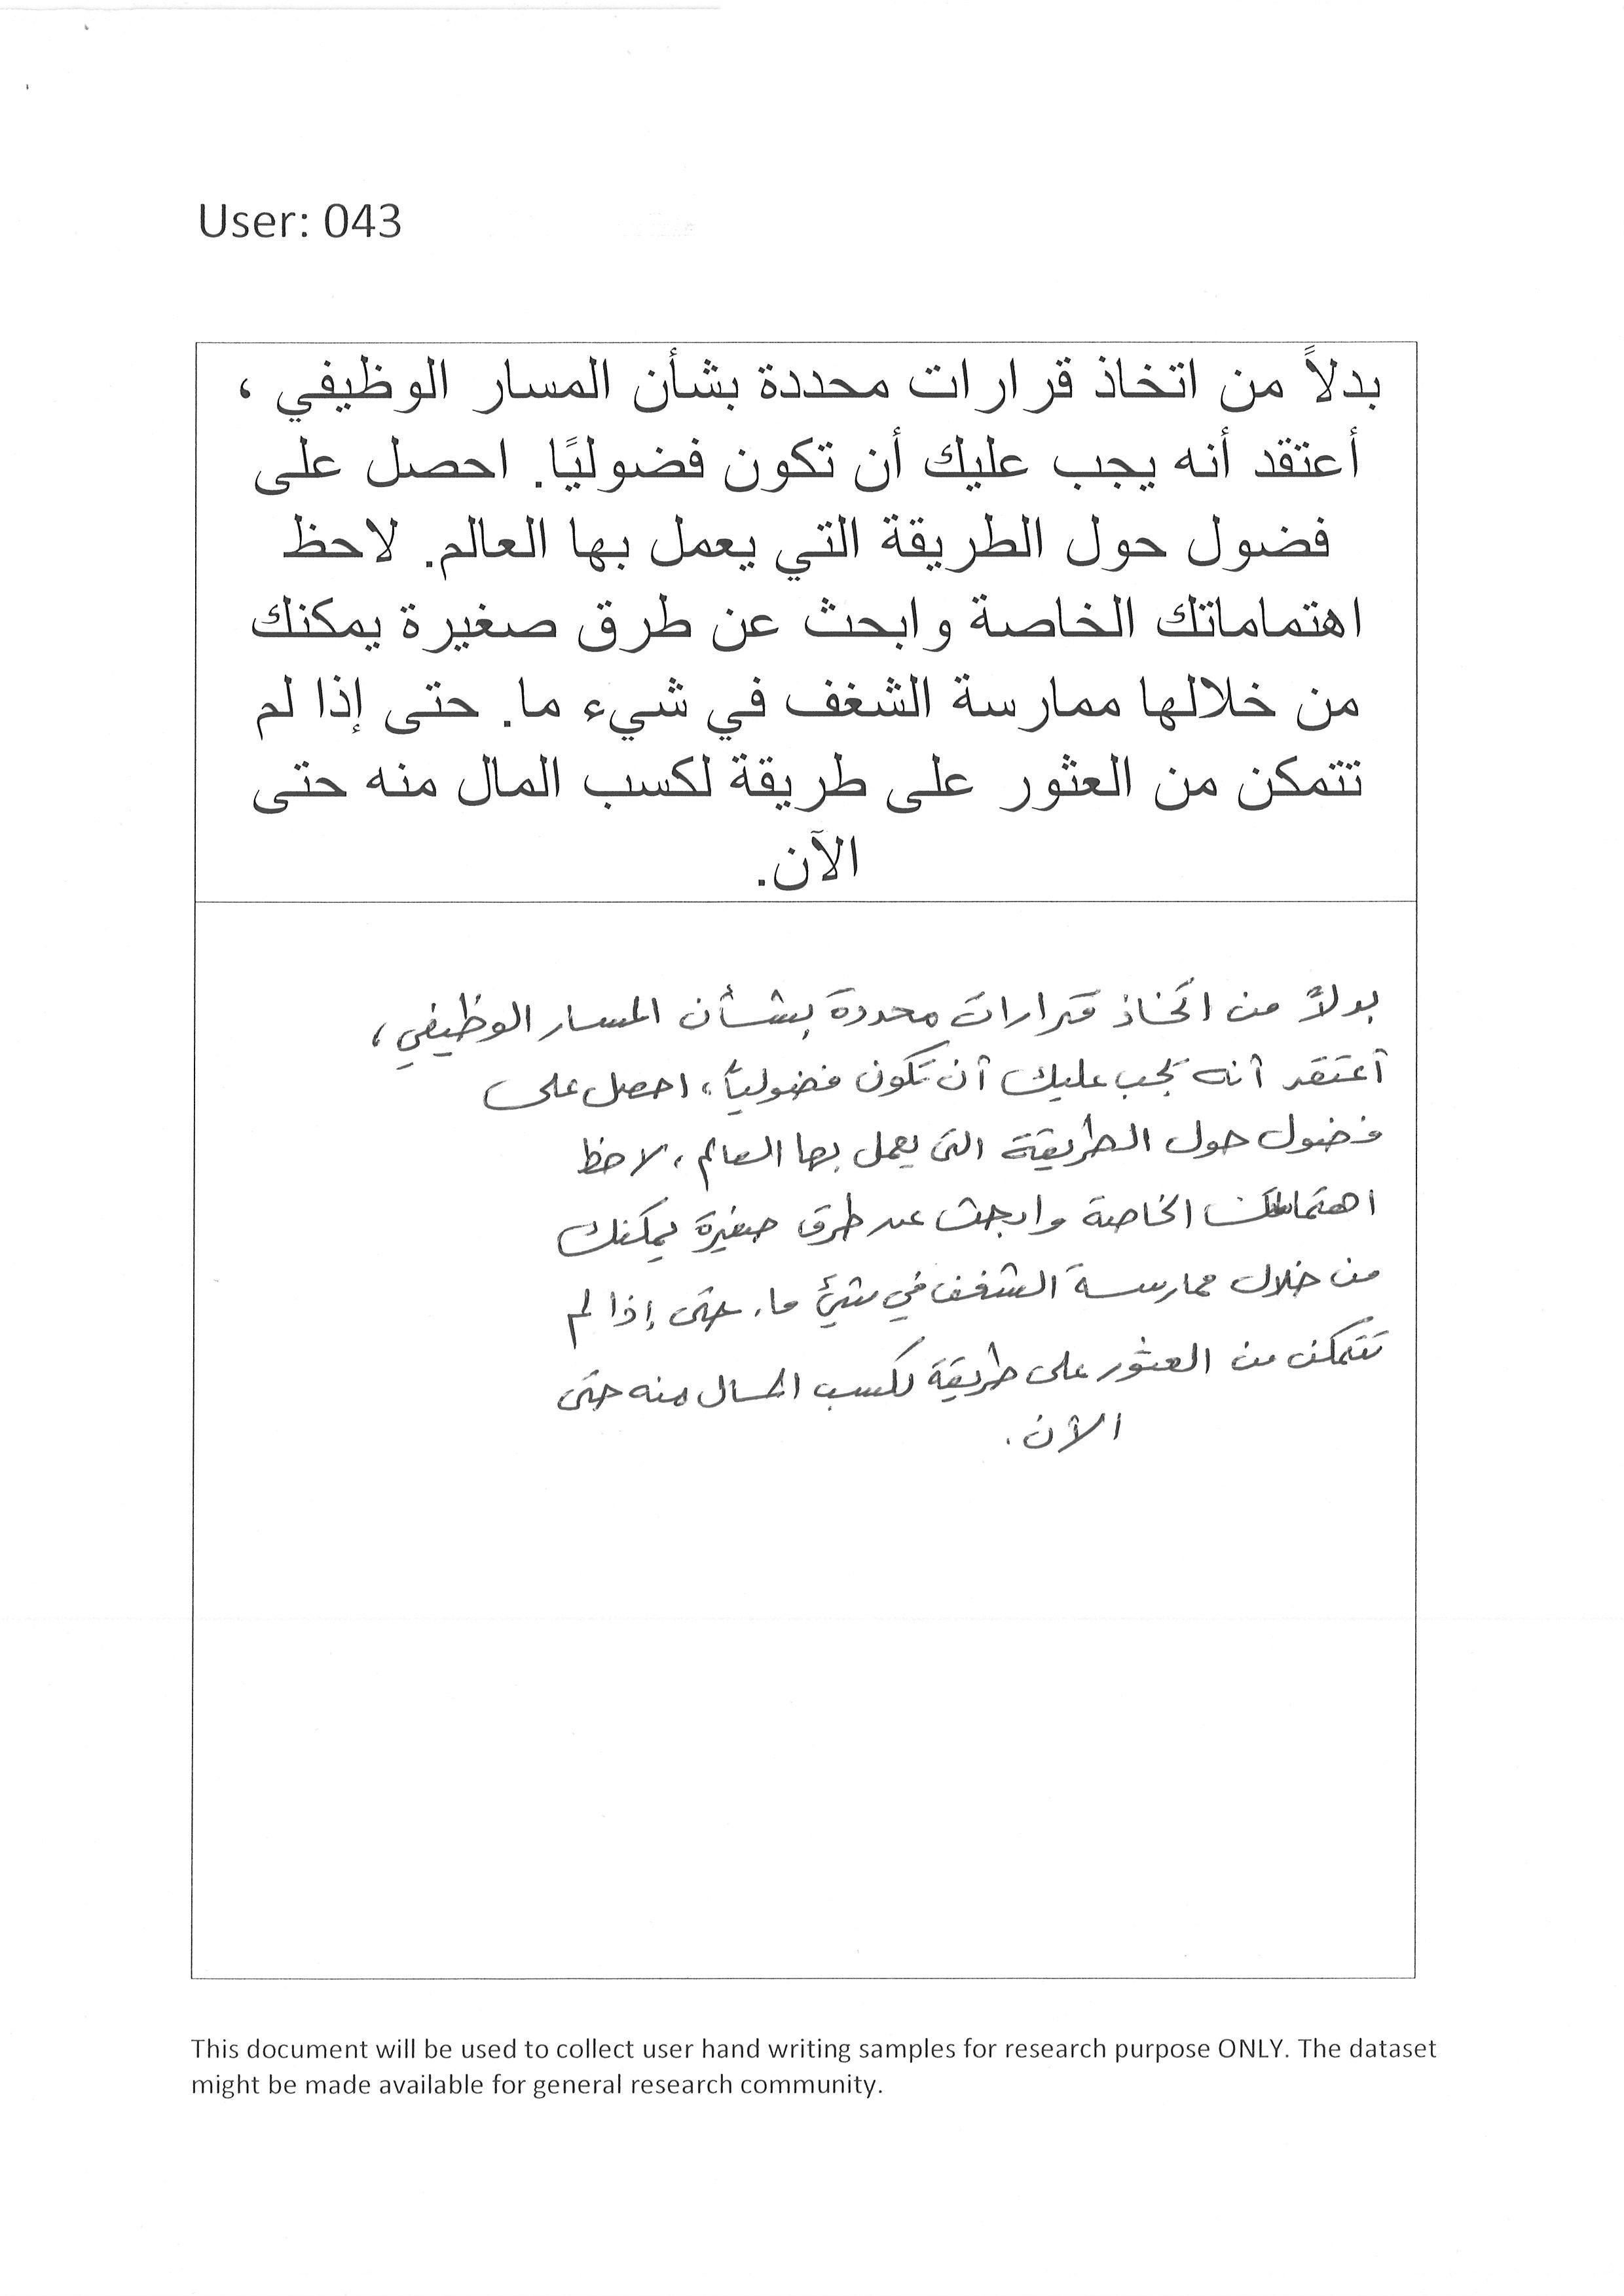 User: 043
بدلاً من اتخاذ قرارات محددة بشأن المسار الوظيفي ،
أعتقد أنه يجب عليك أن تكون فضوليًا. احصل على
فضول حول الطريقة التي يعمل بها العالم. لاحظ
اهتماماتك الخاصة وابحث عن طرق صغيرة يمكنك
من خلالها ممارسة الشغف في شيء ما. حتى إذا لم
تتمكن من العثور على طريقة لكسب المال منه حتى
الآن.
بدلاً من اتخاذ قرارات محددة بشأن المسار الوظيفي ،
أعتقد أنه يجب عليك أن تكون فضولياً، احصل على
فضول حول الطريقة التى يعمل بها العالم ، لاحظ
الخاصة وابحث عن طرق صغيرة يمكنك
من خلال ممارسة الشغف في شيئ ما. حتى إذا لم
تتمكن من العثور على طريقة لكسب المال منه حتى
الآن.
This document will be used to collect user hand writing samples for research purpose ONLY. The dataset
might be made available for general research community.